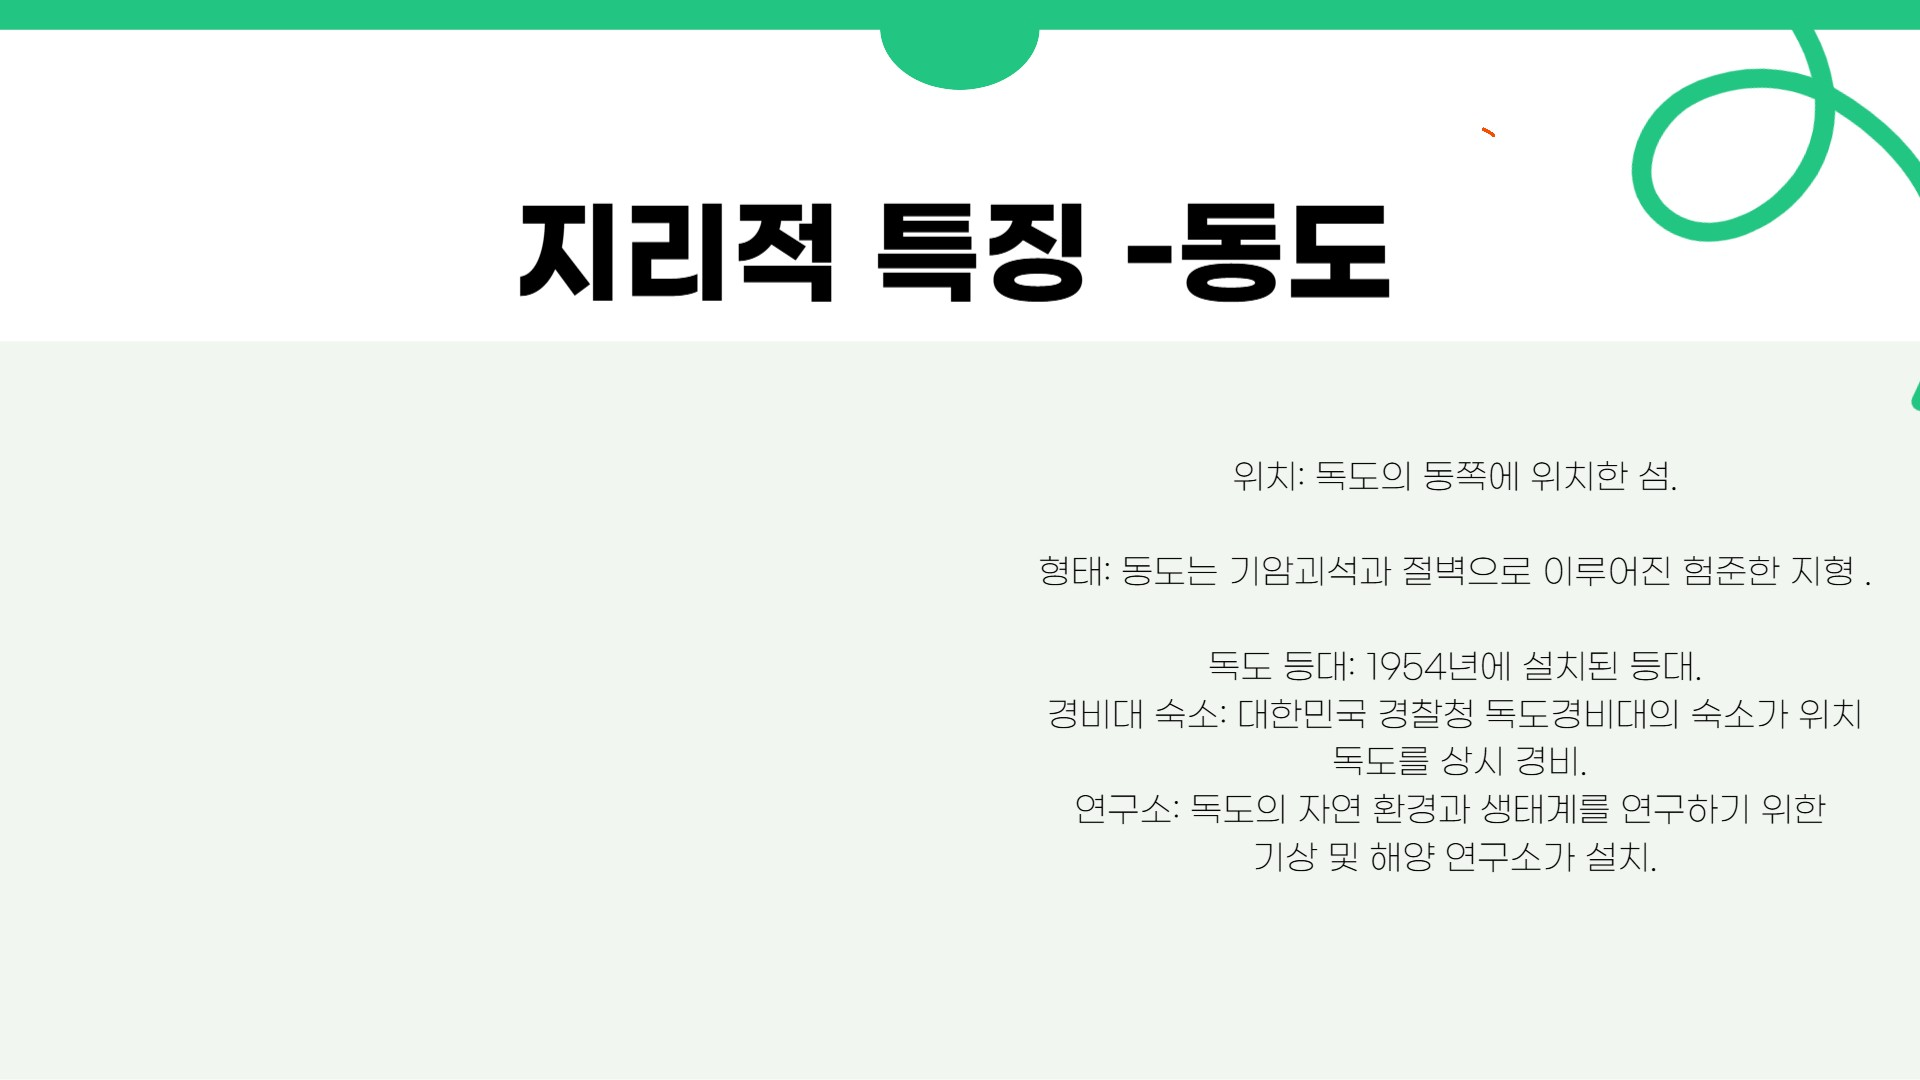 지리적 특징 -동도
위치: 독도의 동쪽에 위치한 섬.
형태: 동도는 기암괴석과 절벽으로 이루어진 험준한 지형 .
독도 등대: 1954년에 설치된 등대.
경비대 숙소: 대한민국 경찰청 독도경비대의 숙소가 위치
독도를 상시 경비.
연구소: 독도의 자연 환경과 생태계를 연구하기 위한
기상 및 해양 연구소가 설치.